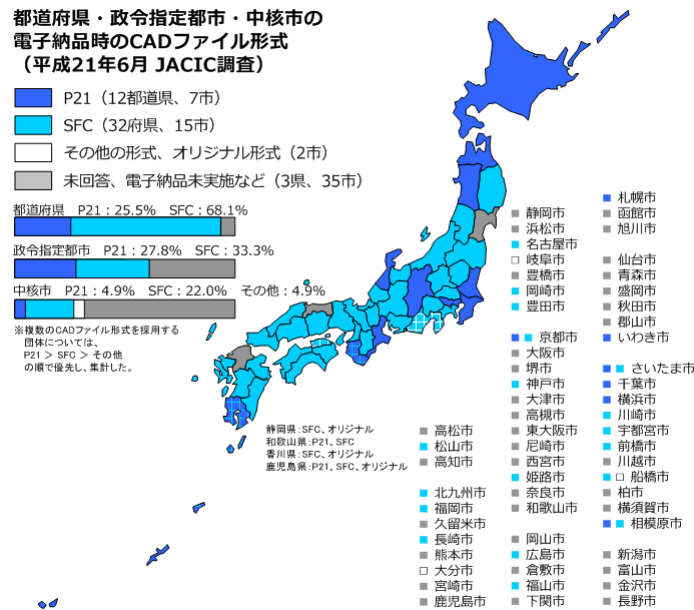 都道府県・政令指定都市・中核市の
電子納品時のCADファイル形式
（平成21年6月 JACIC調査）
P21（12都道県、7市）
SFC（32府県、15市）
その他の形式、オリジナル形式（2市）
未回答、電子納品未実施など（3県、35市）
都道府県 P21：25.5% SFC：68.1%
政令指定都市 P21：27.8% SFC：33.3%
中核市 P21：4.9% SFC：22.0% その他：4.9%
※複数のCADファイル形式を採用する
団体については、
P21 ＞ SFC ＞ その他
の順で優先し、集計した。
静岡県：SFC、オリジナル
和歌山県：P21、SFC
香川県：SFC、オリジナル
鹿児島県：P21、SFC、オリジナル
高松市
松山市
高知市
北九州市
福岡市
久留米市
長崎市
熊本市
大分市
宮崎市
鹿児島市
静岡市
浜松市
名古屋市
岐阜市
豊橋市
岡崎市
豊田市
京都市
大阪市
堺市
神戸市
大津市
高槻市
東大阪市
尼崎市
西宮市
姫路市
奈良市
和歌山市
岡山市
広島市
倉敷市
福山市
下関市
札幌市
函館市
旭川市
仙台市
青森市
盛岡市
秋田市
郡山市
いわき市
さいたま市
千葉市
横浜市
川崎市
宇都宮市
前橋市
川越市
船橋市
柏市
横須賀市
相模原市
新潟市
富山市
金沢市
長野市